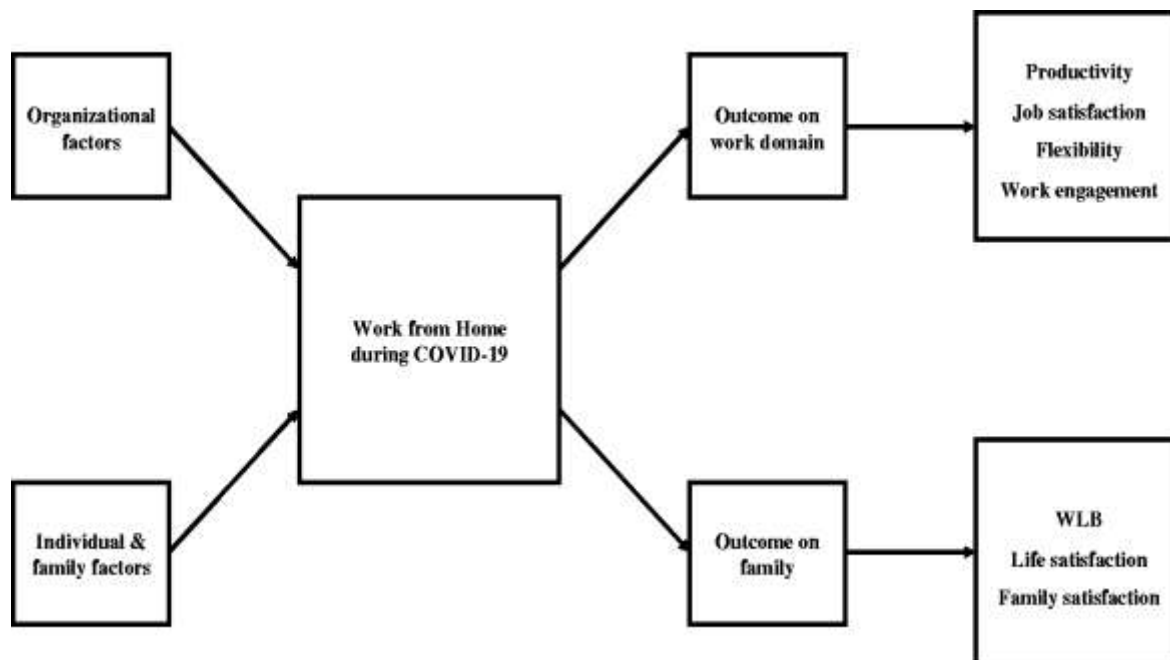 Organizational
factors
Individual &
family factors
Work from Home
during COVID-19
Outcome on
work domain
Outcome on
family
Productivity
Job satisfaction
Flexibility
Work engagement
WLB
Life satisfaction
Family satisfaction